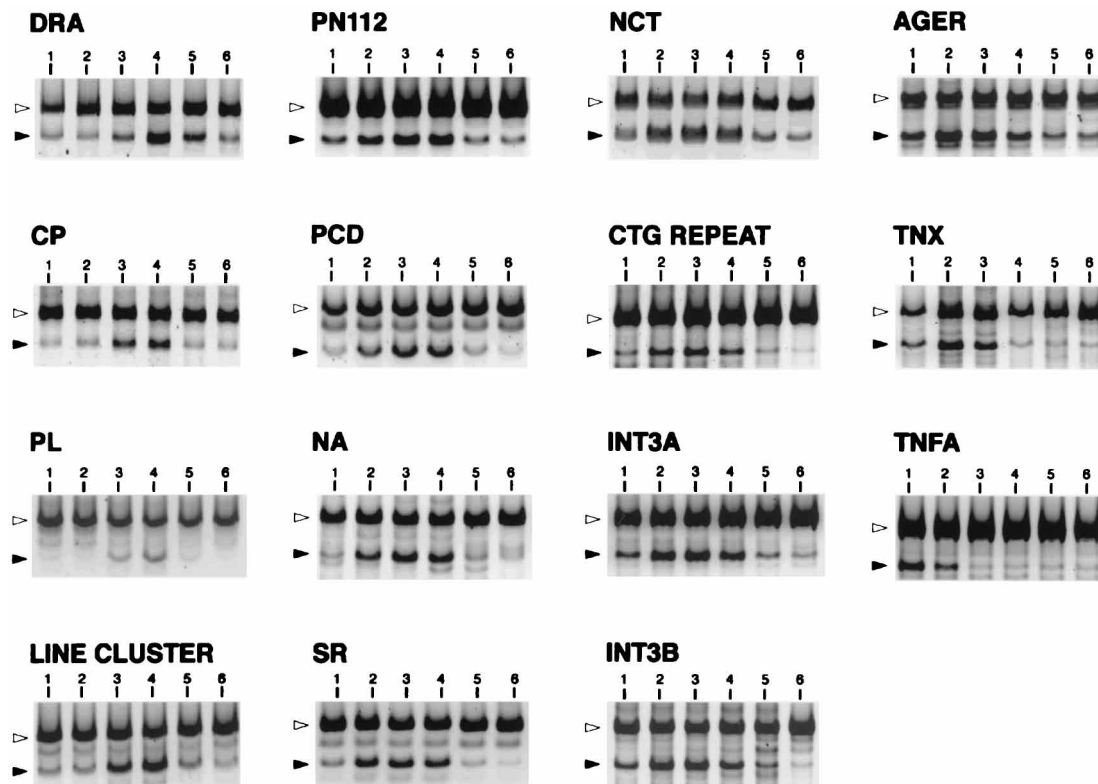 DRA PN112 NCT AGER
1 2 3 4 5 6 1 2 3 4 5 6 1 2 3 4 5 6 1 2 3 4 5 6
CP PCD CTG REPEAT TNX
1 2 3 4 5 6 1 2 3 4 5 6 1 2 3 4 5 6 1 2 3 4 5 6
PL NA INT3A TNFA
1 2 3 4 5 6 1 2 3 4 5 6 1 2 3 4 5 6 1 2 3 4 5 6
LINE CLUSTER SR INT3B
1 2 3 4 5 6 1 2 3 4 5 6 1 2 3 4 5 6